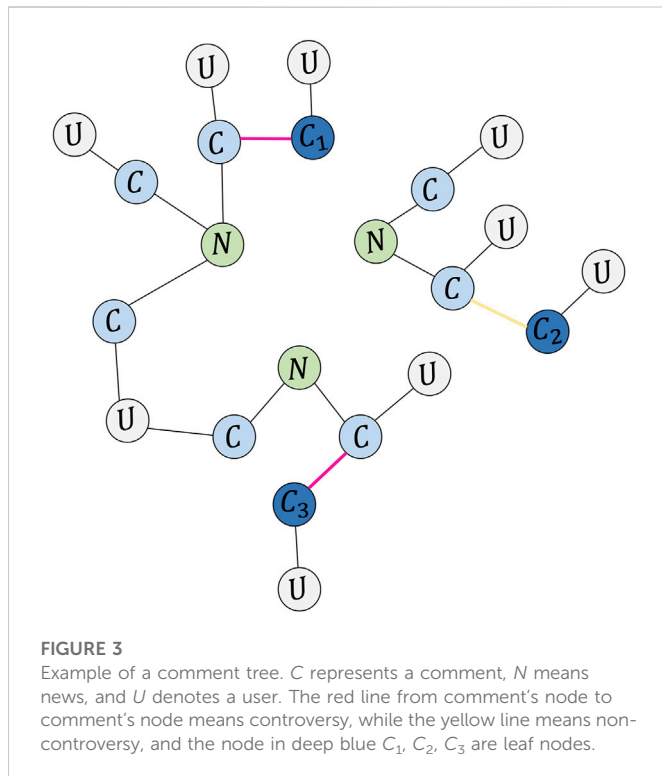 U
U
U
C
C₁
U
C
C
N
N
U
C
U
C
C₂
N
U
U
C
C
C₃
U
FIGURE 3
Example of a comment tree. C represents a comment, N means
news, and U denotes a user. The red line from comment's node to
comment's node means controversy, while the yellow line means non-
controversy, and the node in deep blue C₁, C₂, C₃ are leaf nodes.